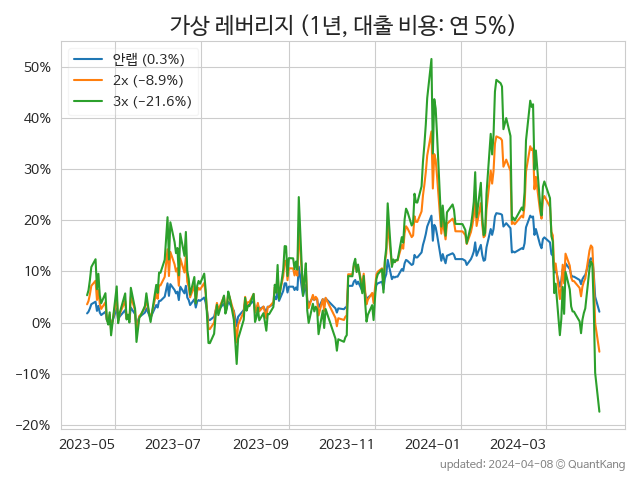 가상 레버리지 (1년, 대출 비용: 연 5%)
안랩 (0.3%)
2x (−8.9%)
3x (−21.6%)
50%
40%
30%
20%
10%
0%
−10%
−20%
2023-05
2023-07
2023-09
2023-11
2024-01
2024-03
updated: 2024-04-08 © QuantKang